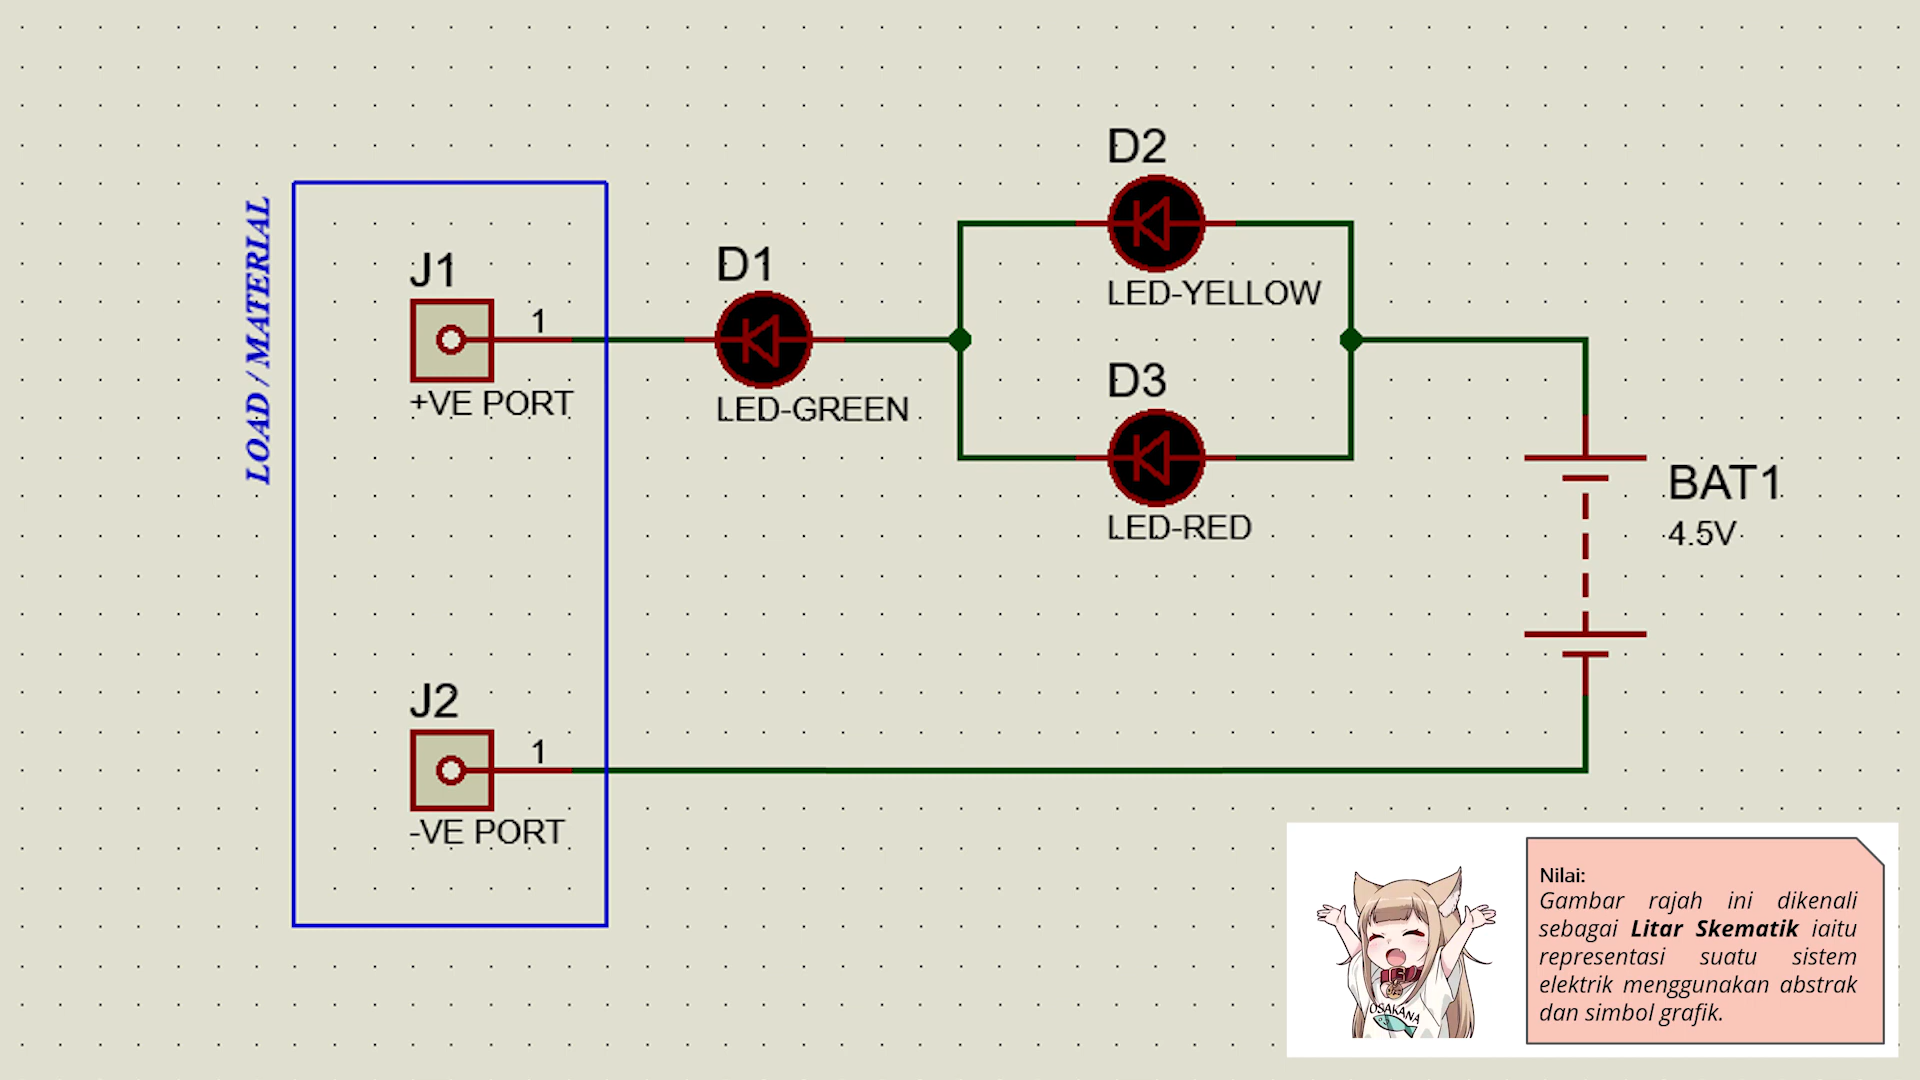 LOAD / MATERIAL
J1
1
+VE PORT
D1
LED-GREEN
D2
LED-YELLOW
D3
LED-RED
BAT1
4.5V
J2
1
-VE PORT
OSAKANA
Nilai:
Gambar rajah ini dikenali
sebagai Litar Skematik iaitu
representasi suatu sistem
elektrik menggunakan abstrak
dan simbol grafik.